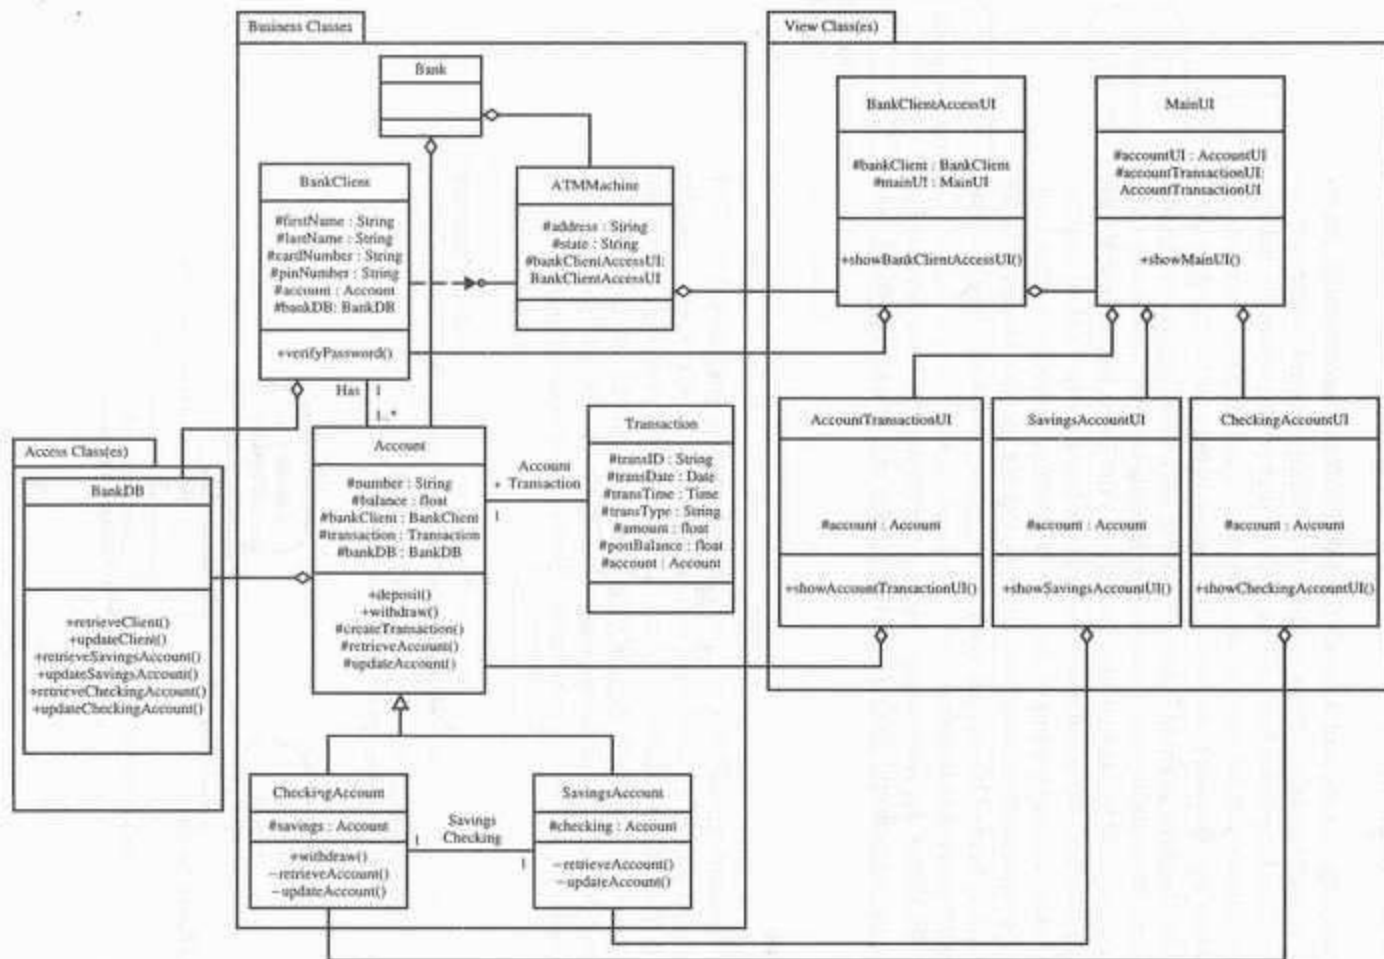 Business Classes
Bank
BankClient
#firstName : String
#lastName : String
#cardNumber : String
#pinNumber : String
#account : Account
#bankDB: BankDB
+verifyPassword()
ATMMachine
#address : String
#state : String
#bankClientAccessUI:
BankClientAccessUI
Has
1
1..*
Account
#number : String
#balance : float
#bankClient : BankClient
#transaction : Transaction
#bankDB : BankDB
+deposit()
+withdraw()
#createTransaction()
#retrieveAccount()
#updateAccount()
Account
+ Transaction
1
Transaction
#transID : String
#transDate : Date
#transTime : Time
#transType : String
#amount : float
#postBalance : float
#account : Account
CheckingAccount
#savings : Account
+withdraw()
−retrieveAccount()
−updateAccount()
Savings
Checking
1
1
SavingsAccount
#checking : Account
−retrieveAccount()
−updateAccount()
Access Class(es)
BankDB
+retrieveClient()
+updateClient()
+retrieveSavingsAccount()
+updateSavingsAccount()
+retrieveCheckingAccount()
+updateCheckingAccount()
View Class(es)
BankClientAccessUI
#bankClient : BankClient
#mainUI : MainUI
+showBankClientAccessUI()
MainUI
#accountUI : AccountUI
#accountTransactionUI:
AccountTransactionUI
+showMainUI()
AccountTransactionUI
#account : Account
+showAccountTransactionUI()
SavingsAccountUI
#account : Account
+showSavingsAccountUI()
CheckingAccountUI
#account : Account
+showCheckingAccountUI()